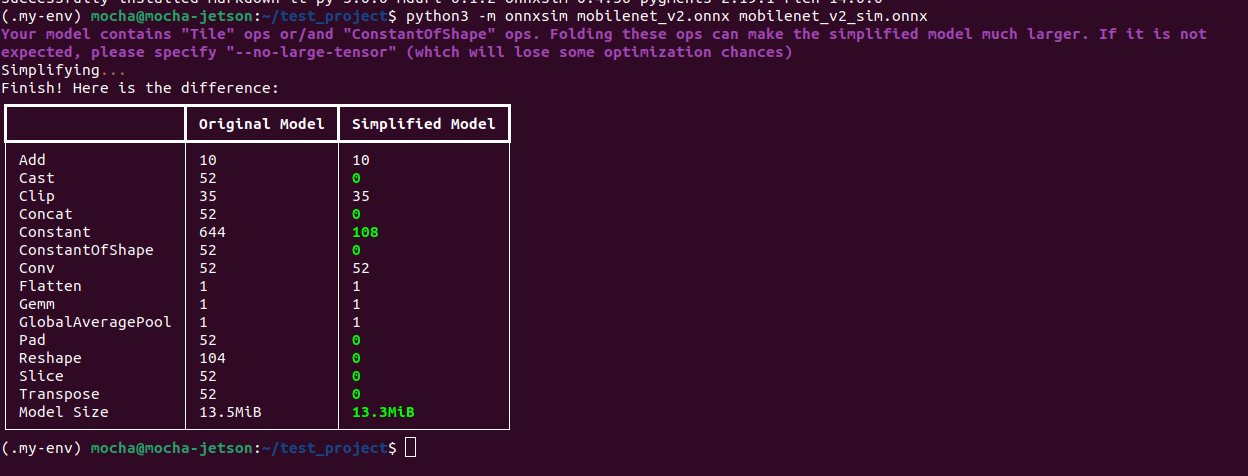 (.my-env) mocha@mocha-jetson:~/test_project$ python3 -m onnxsim mobilenet_v2.onnx mobilenet_v2_sim.onnx
Your model contains "Tile" ops or/and "ConstantOfShape" ops. Folding these ops can make the simplified model much larger. If it is not
expected, please specify "--no-large-tensor" (which will lose some optimization chances)
Simplifying...
Finish! Here is the difference:
Original Model Simplified Model
Add 10 10
Cast 52 0
Clip 35 35
Concat 52 0
Constant 644 108
ConstantOfShape 52 0
Conv 52 52
Flatten 1 1
Gemm 1 1
GlobalAveragePool 1 1
Pad 52 0
Reshape 104 0
Slice 52 0
Transpose 52 0
Model Size 13.5MiB 13.3MiB
(.my-env) mocha@mocha-jetson:~/test_project$